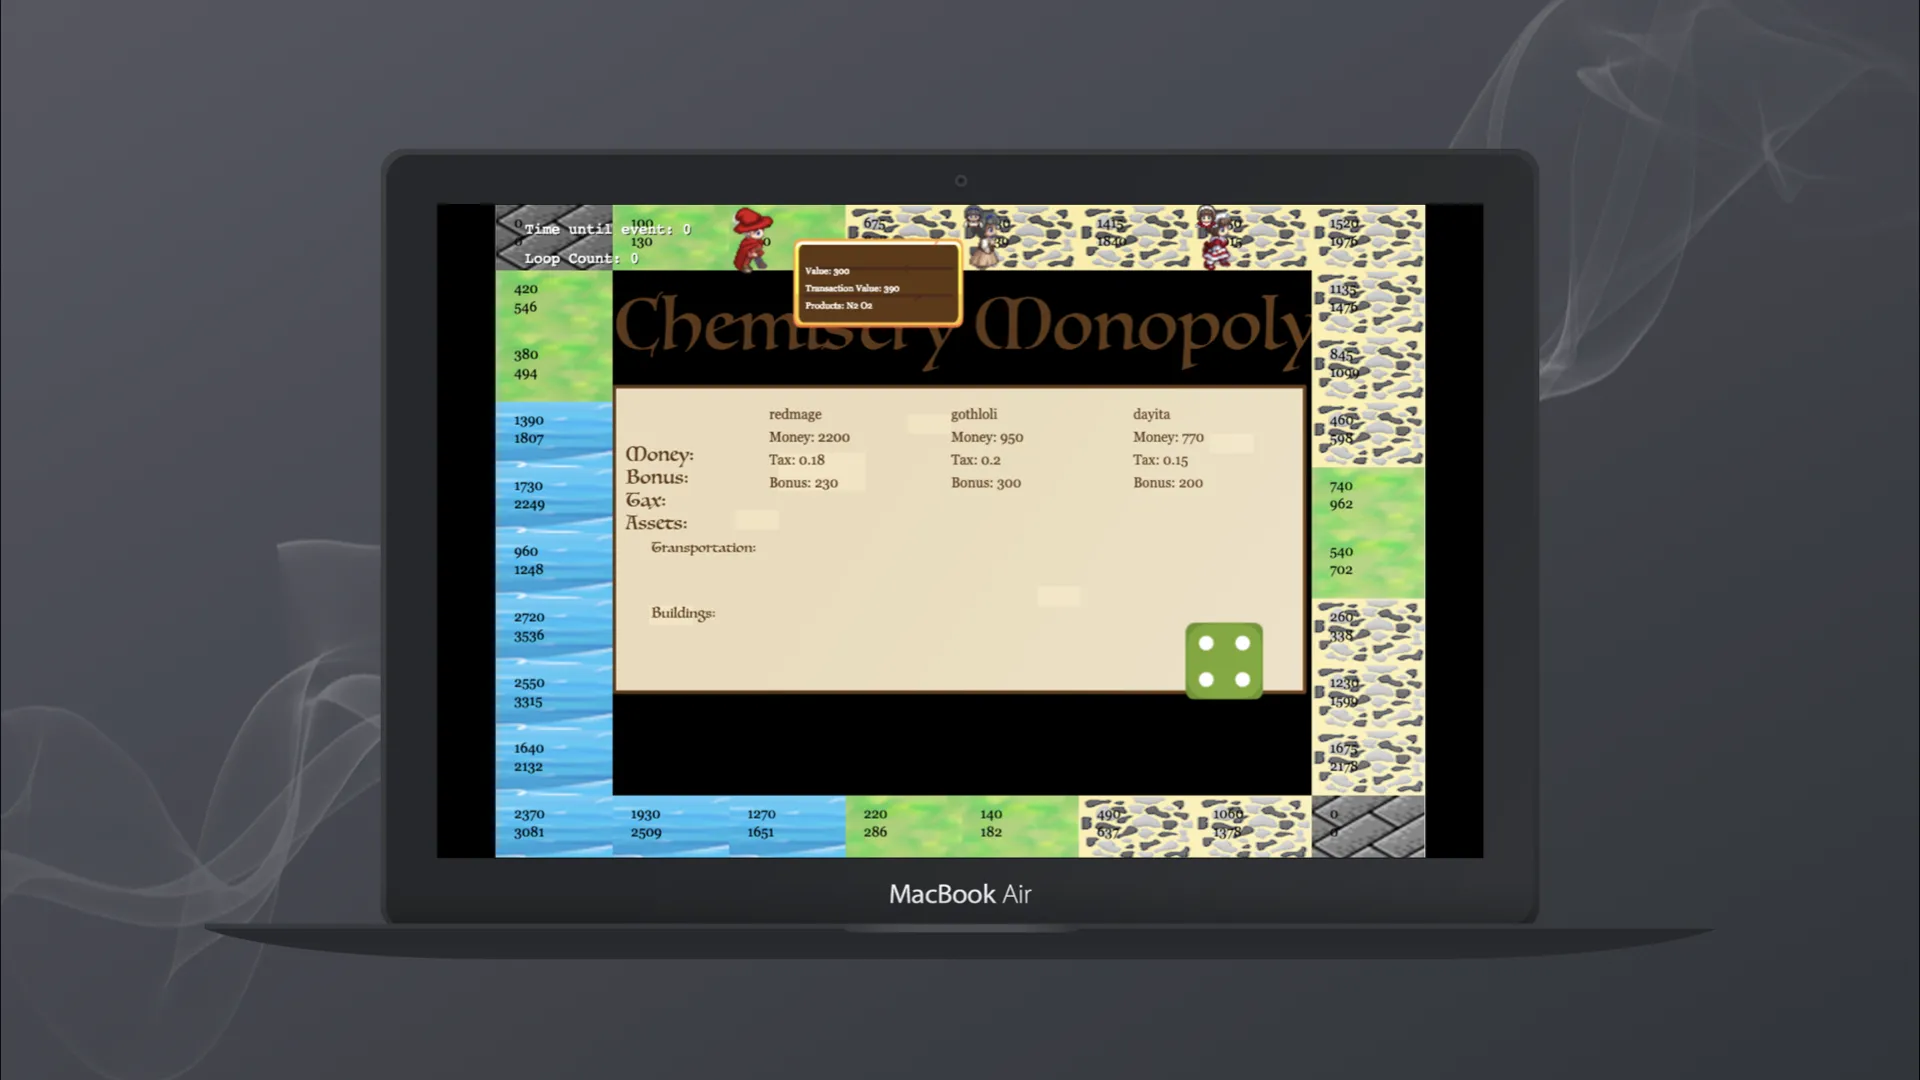 0
0
Time until event: 0
Loop Count: 0
100
130
0
675
1415
1840
1520
1976
Value: 300
Transaction Value: 390
Products: N2 O2
Chemistry Monopoly
420
546
380
494
1390
1807
1730
2249
960
1248
2720
3536
2550
3315
1640
2132
2370
3081
redmage
Money: 2200
Tax: 0.18
Bonus: 230
gothloli
Money: 950
Tax: 0.2
Bonus: 300
dayita
Money: 770
Tax: 0.15
Bonus: 200
Money:
Bonus:
Tax:
Assets:
Transportation:
Buildings:
1135
1476
845
1099
460
598
740
962
540
702
260
338
1230
1599
1675
2178
1930
2509
1270
1651
220
286
140
182
490
637
1060
1378
0
0
MacBook Air